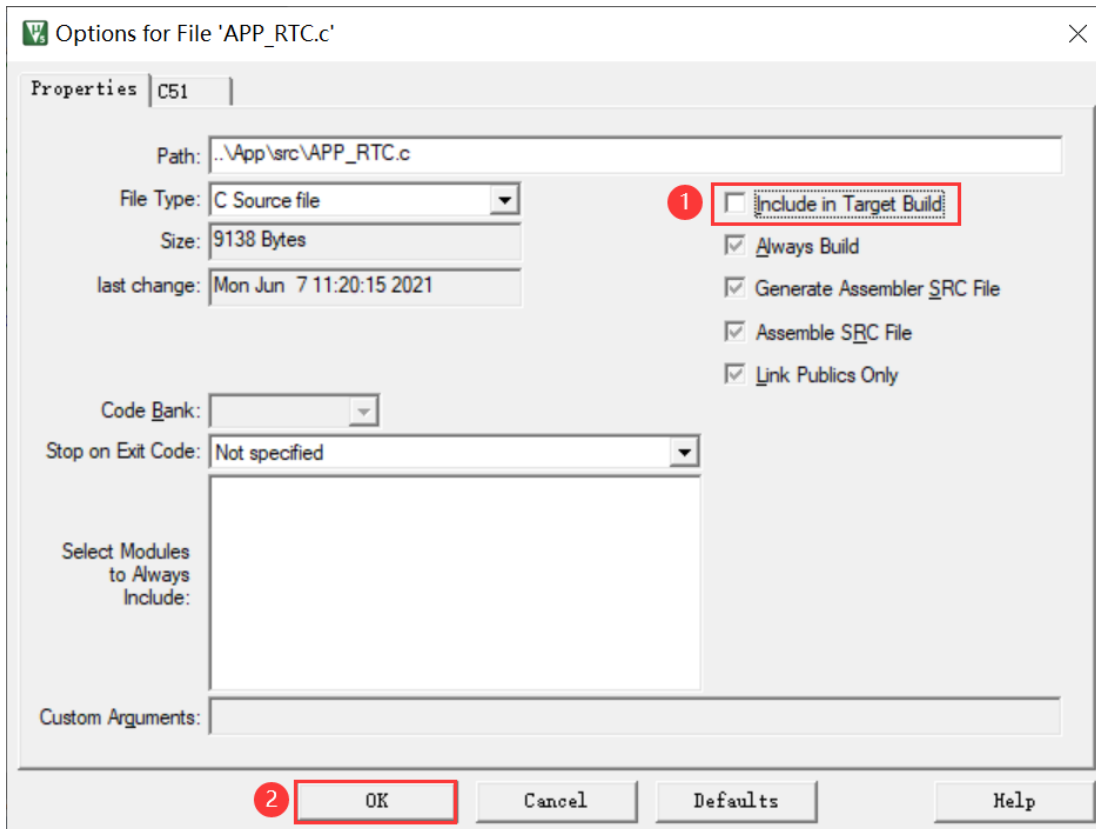 Options for File 'APP_RTC.c'
Properties
C51
Path: ..\App\src\APP_RTC.c
File Type: C Source file
1 Include in Target Build
Size: 9138 Bytes
Always Build
last change: Mon Jun  7 11:20:15 2021
Generate Assembler SRC File
Assemble SRC File
Link Publics Only
Code Bank:
Stop on Exit Code: Not specified
Select Modules
to Always
Include:
Custom Arguments:
2 OK
Cancel
Defaults
Help